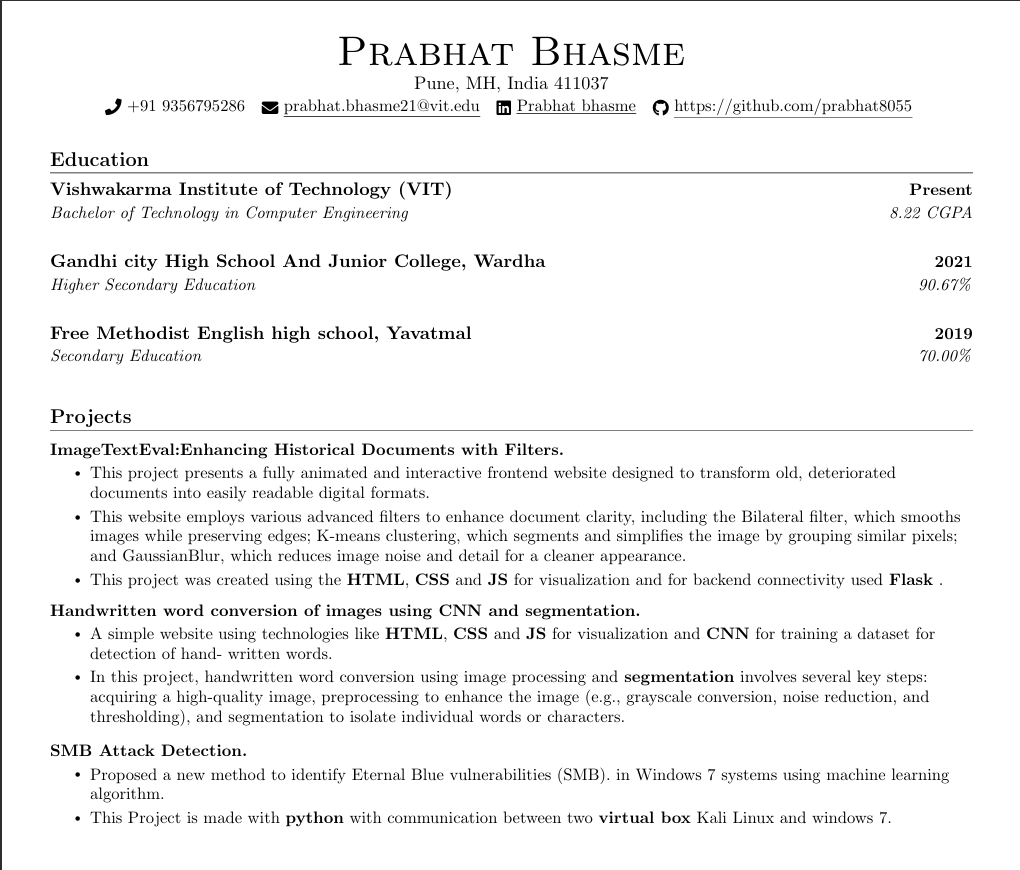 Prabhat Bhasme
Pune, MH, India 411037
+91 9356795286 prabhat.bhasme21@vit.edu Prabhat bhasme https://github.com/prabhat8055
Education
Vishwakarma Institute of Technology (VIT) Present
Bachelor of Technology in Computer Engineering 8.22 CGPA
Gandhi city High School And Junior College, Wardha 2021
Higher Secondary Education 90.67%
Free Methodist English high school, Yavatmal 2019
Secondary Education 70.00%
Projects
ImageTextEval:Enhancing Historical Documents with Filters.
• This project presents a fully animated and interactive frontend website designed to transform old, deteriorated
documents into easily readable digital formats.
• This website employs various advanced filters to enhance document clarity, including the Bilateral filter, which smooths
images while preserving edges; K-means clustering, which segments and simplifies the image by grouping similar pixels;
and GaussianBlur, which reduces image noise and detail for a cleaner appearance.
• This project was created using the HTML, CSS and JS for visualization and for backend connectivity used Flask .
Handwritten word conversion of images using CNN and segmentation.
• A simple website using technologies like HTML, CSS and JS for visualization and CNN for training a dataset for
detection of hand- written words.
• In this project, handwritten word conversion using image processing and segmentation involves several key steps:
acquiring a high-quality image, preprocessing to enhance the image (e.g., grayscale conversion, noise reduction, and
thresholding), and segmentation to isolate individual words or characters.
SMB Attack Detection.
• Proposed a new method to identify Eternal Blue vulnerabilities (SMB). in Windows 7 systems using machine learning
algorithm.
• This Project is made with python with communication between two virtual box Kali Linux and windows 7.